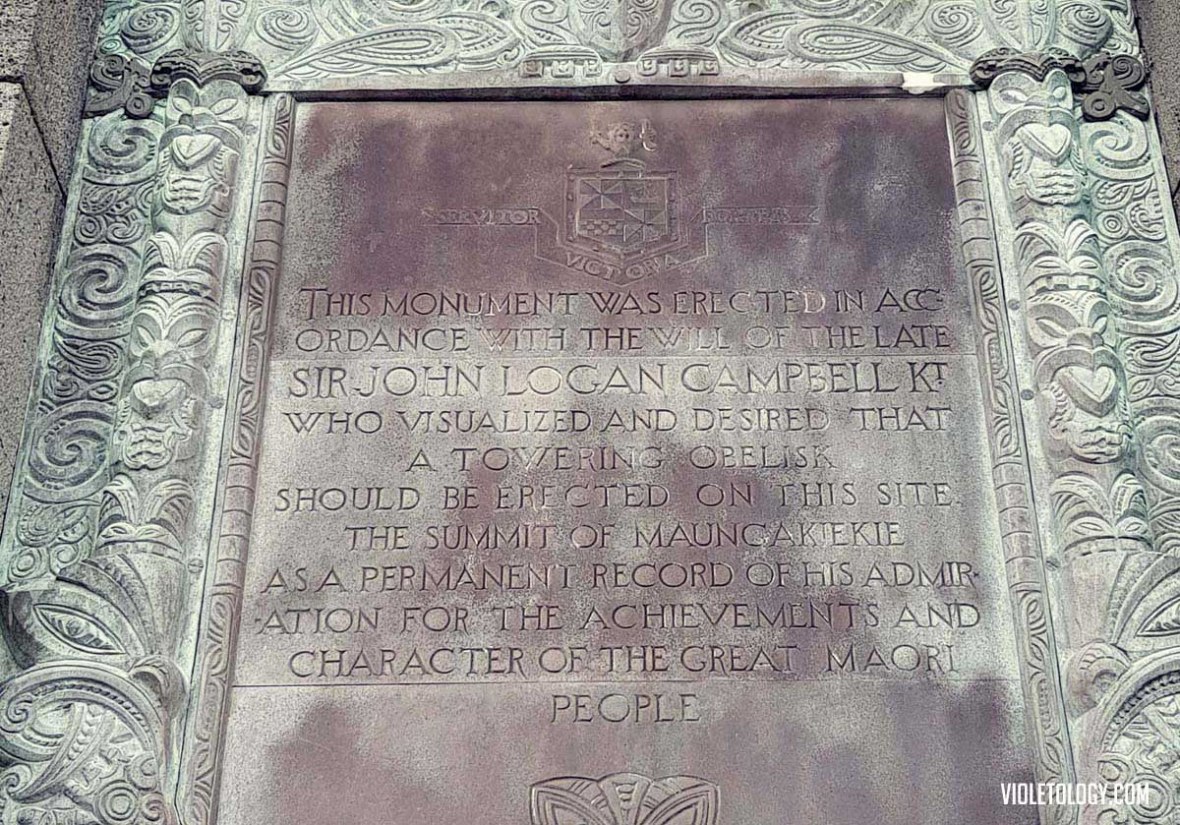 VICTORIA
THIS MONUMENT WAS ERECTED IN ACC-
ORDANCE WITH THE WILL OF THE LATE
SIR JOHN LOGAN CAMPBELL KT
WHO VISUALIZED AND DESIRED THAT
A TOWERING OBELISK
SHOULD BE ERECTED ON THIS SITE.
THE SUMMIT OF MAUNGAKIEKIE
AS A PERMANENT RECORD OF HIS ADMIR-
-ATION FOR THE ACHIEVEMENTS AND
CHARACTER OF THE GREAT MAORI
PEOPLE
VIOLETOLOGY.COM